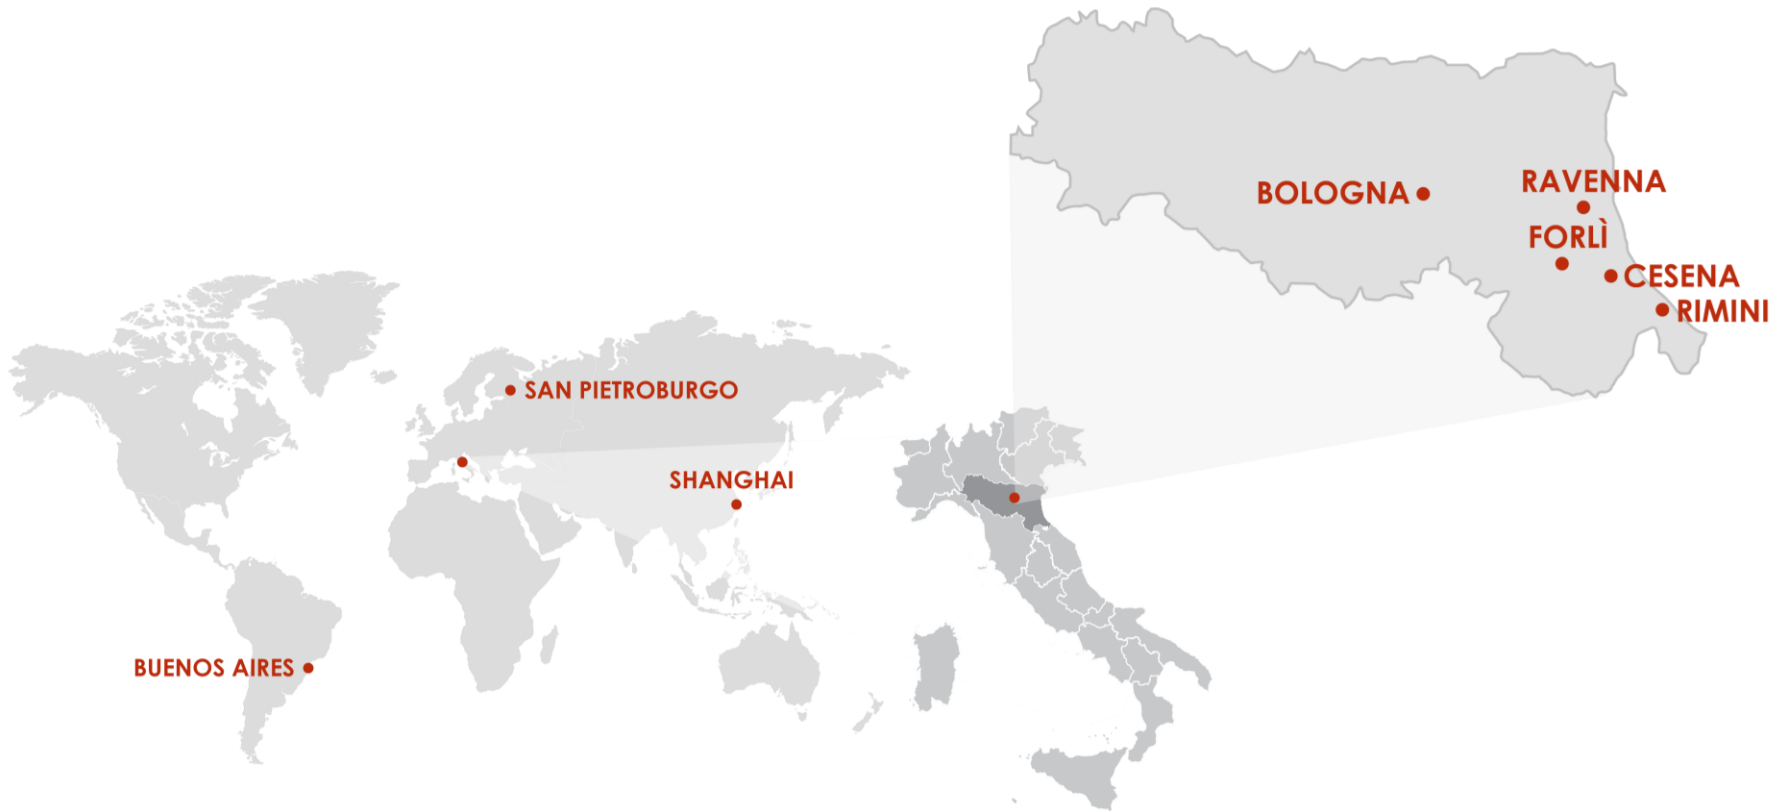 BOLOGNA
RAVENNA
FORLÌ
CESENA
RIMINI
SAN PIETROBURGO
SHANGHAI
BUENOS AIRES